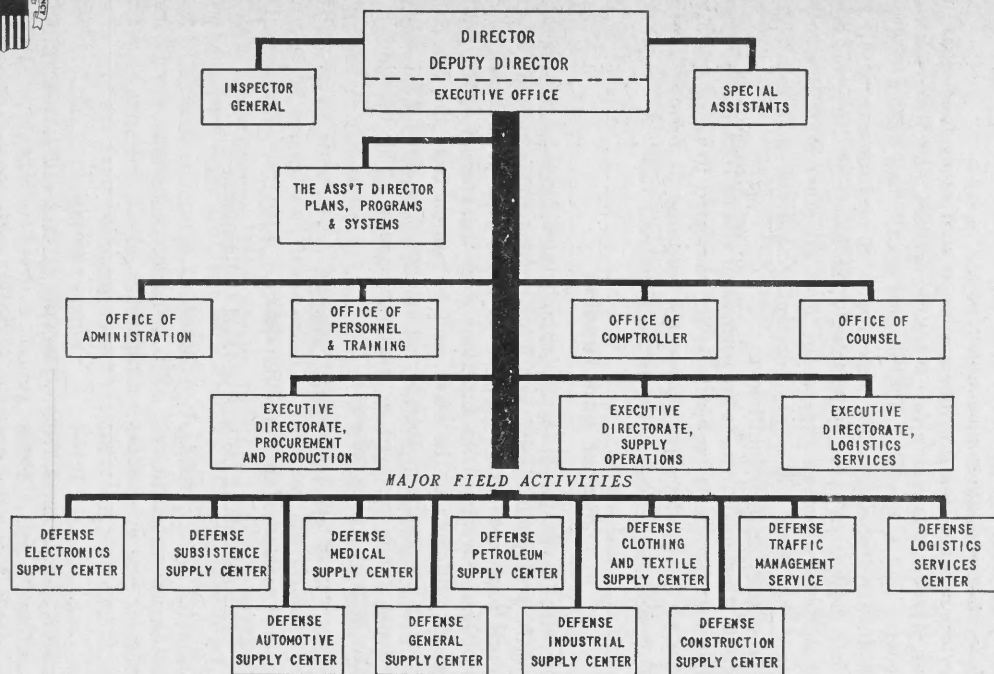 DIRECTOR
DEPUTY DIRECTOR
EXECUTIVE OFFICE
INSPECTOR
GENERAL
SPECIAL
ASSISTANTS
THE ASS'T DIRECTOR
PLANS, PROGRAMS
& SYSTEMS
OFFICE OF
ADMINISTRATION
OFFICE OF
PERSONNEL
& TRAINING
OFFICE OF
COMPTROLLER
OFFICE OF
COUNSEL
EXECUTIVE
DIRECTORATE,
PROCUREMENT
AND PRODUCTION
EXECUTIVE
DIRECTORATE,
SUPPLY
OPERATIONS
EXECUTIVE
DIRECTORATE,
LOGISTICS
SERVICES
MAJOR FIELD ACTIVITIES
DEFENSE
ELECTRONICS
SUPPLY CENTER
DEFENSE
SUBSISTENCE
SUPPLY CENTER
DEFENSE
MEDICAL
SUPPLY CENTER
DEFENSE
PETROLEUM
SUPPLY CENTER
DEFENSE
CLOTHING
AND TEXTILE
SUPPLY CENTER
DEFENSE
TRAFFIC
MANAGEMENT
SERVICE
DEFENSE
LOGISTICS
SERVICES
CENTER
DEFENSE
AUTOMOTIVE
SUPPLY CENTER
DEFENSE
GENERAL
SUPPLY CENTER
DEFENSE
INDUSTRIAL
SUPPLY CENTER
DEFENSE
CONSTRUCTION
SUPPLY CENTER